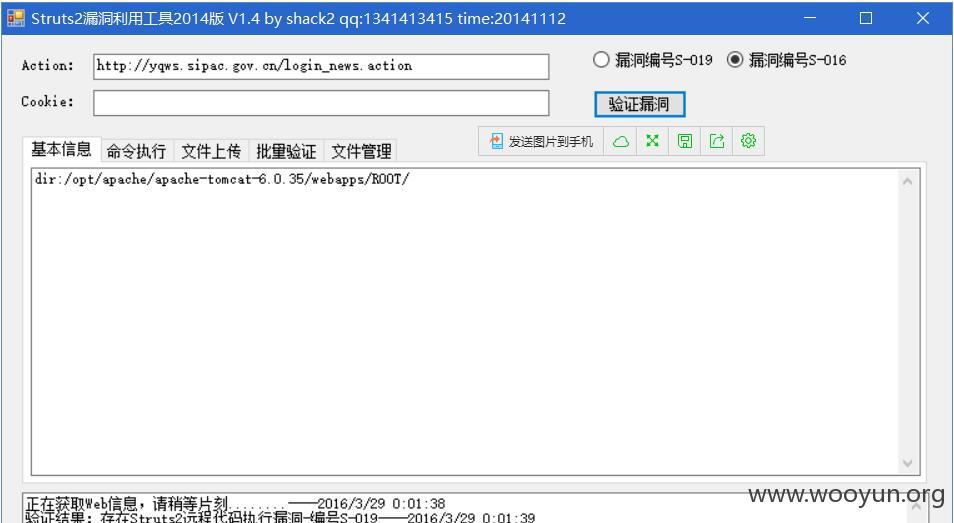 Struts2漏洞利用工具2014版 V1.4 by shack2 qq:1341413415 time:20141112
Action: http://yqws.sipac.gov.cn/login_news.action
漏洞编号S-019 漏洞编号S-016
Cookie:
验证漏洞
发送图片到手机
基本信息 命令执行 文件上传 批量验证 文件管理
dir:/opt/apache/apache-tomcat-6.0.35/webapps/ROOT/
正在获取Web信息，请稍等片刻........——2016/3/29 0:01:38
验证结果：存在Struts2远程代码执行漏洞-编号S-019——2016/3/29 0:01:39
www.wooyun.org